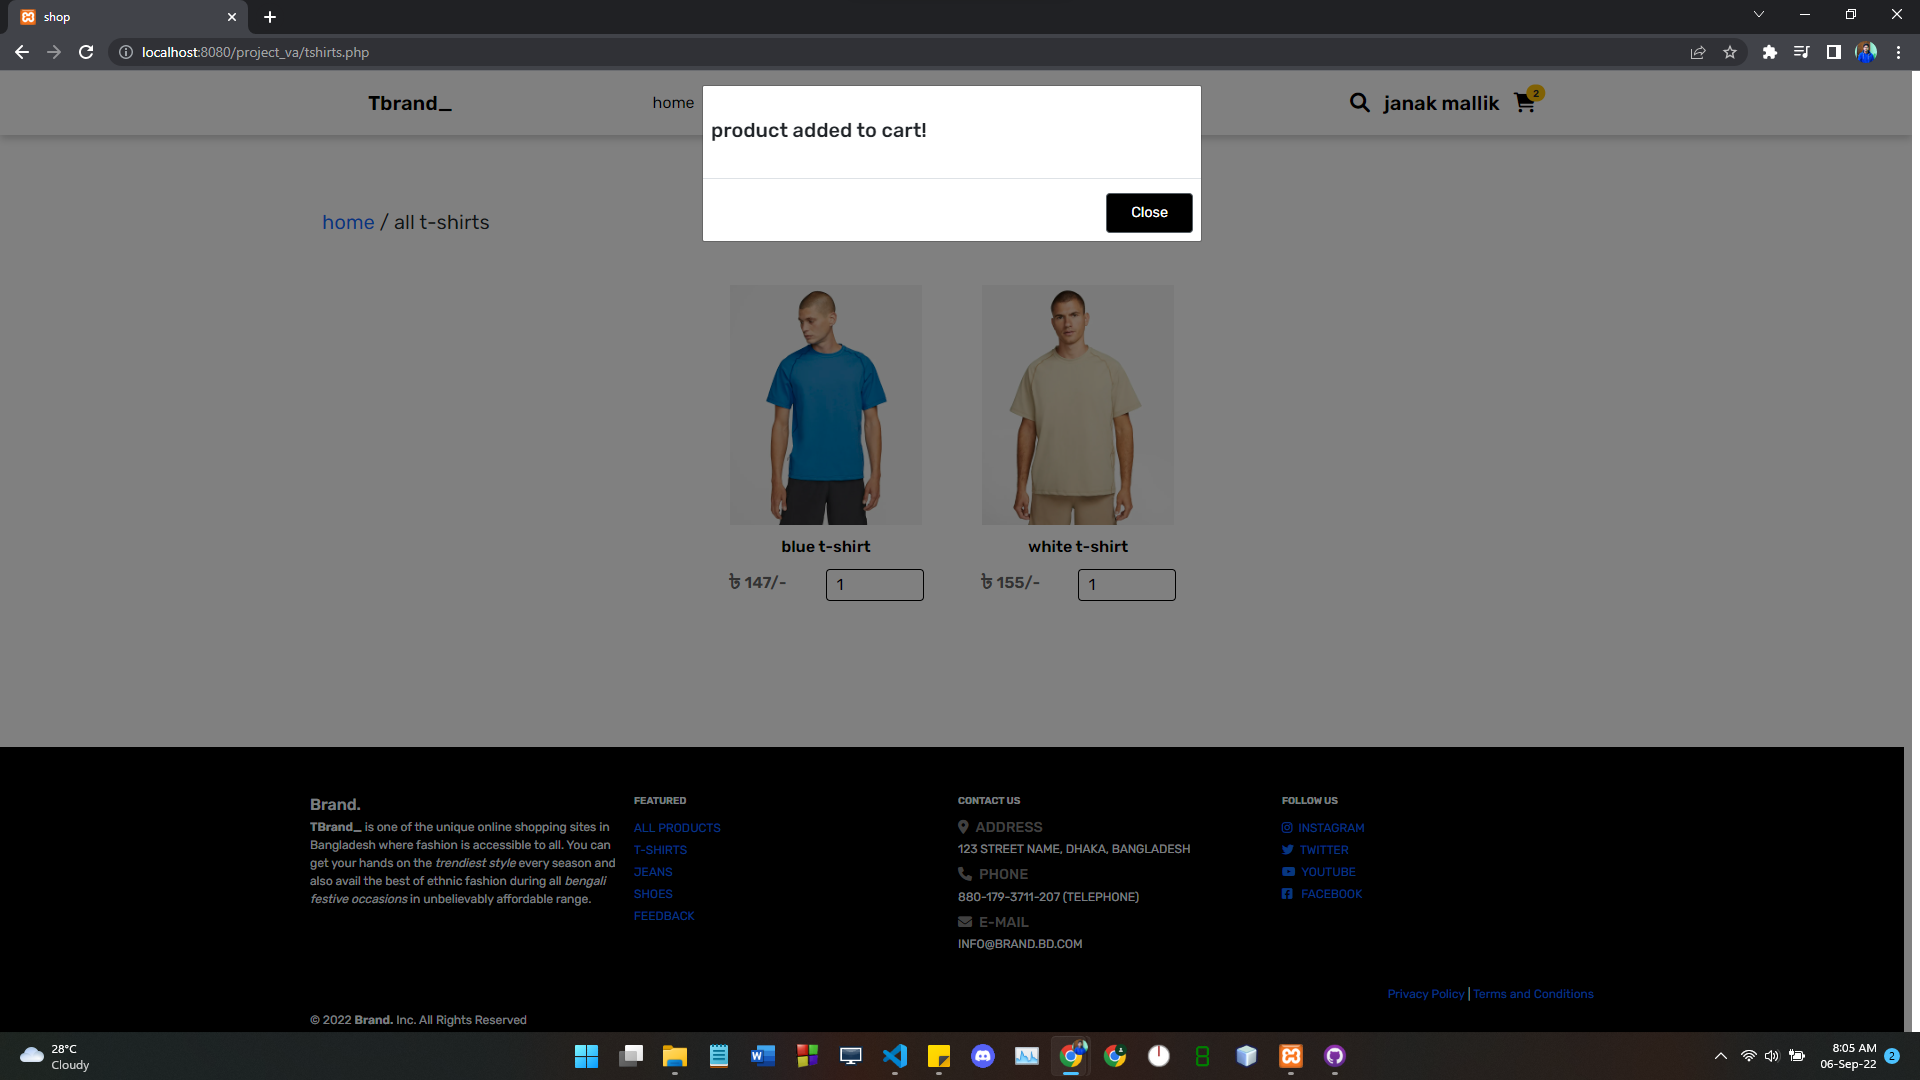 shop
localhost:8080/project_va/tshirts.php
Tbrand_
home
janak mallik
2
product added to cart!
Close
home / all t-shirts
blue t-shirt
white t-shirt
৳ 147/-
1
৳ 155/-
1
Brand.
TBrand_ is one of the unique online shopping sites in
Bangladesh where fashion is accessible to all. You can
get your hands on the trendiest style every season and
also avail the best of ethnic fashion during all bengali
festive occasions in unbelievably affordable range.
FEATURED
ALL PRODUCTS
T-SHIRTS
JEANS
SHOES
FEEDBACK
CONTACT US
ADDRESS
123 STREET NAME, DHAKA, BANGLADESH
PHONE
880-179-3711-207 (TELEPHONE)
E-MAIL
INFO@BRAND.BD.COM
FOLLOW US
INSTAGRAM
TWITTER
YOUTUBE
FACEBOOK
Privacy Policy | Terms and Conditions
© 2022 Brand. Inc. All Rights Reserved
28°C
Cloudy
8:05 AM
06-Sep-22
2